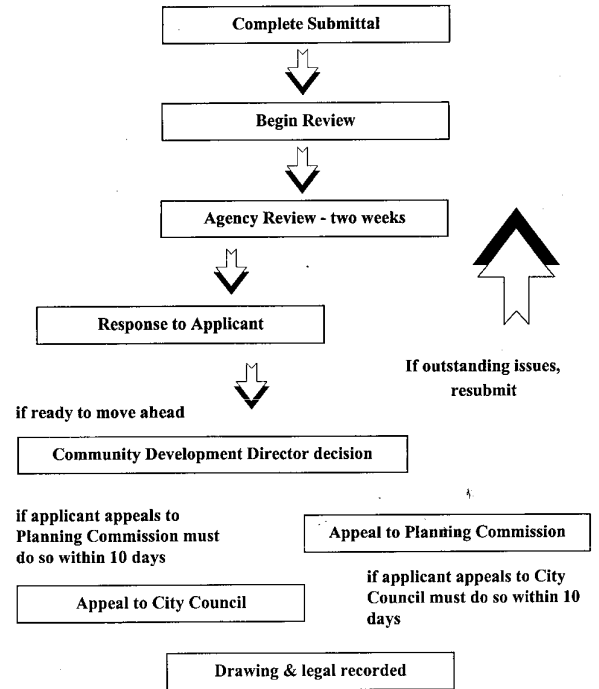 Complete Submittal
Begin Review
Agency Review - two weeks
Response to Applicant
If outstanding issues,
resubmit
if ready to move ahead
Community Development Director decision
if applicant appeals to
Planning Commission must
do so within 10 days
Appeal to Planning Commission
if applicant appeals to City
Council must do so within 10
days
Appeal to City Council
Drawing & legal recorded